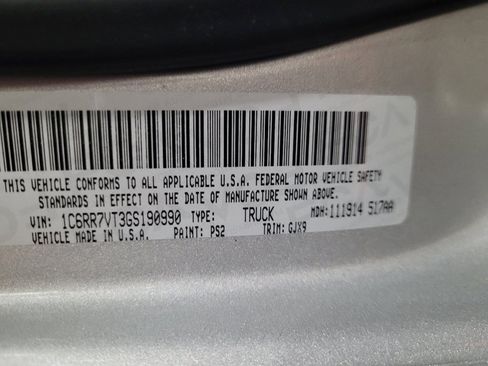 THIS VEHICLE CONFORMS TO ALL APPLICABLE U.S.A. FEDERAL MOTOR VEHICLE SAFETY
STANDARDS IN EFFECT ON THE DATE OF MANUFACTURE SHOWN ABOVE.
VIN: 1C6RR7VT3GS190990 TYPE: TRUCK MDH:111914 517AA
VEHICLE MADE IN U.S.A. PAINT: PS2 TRIM: GJX9